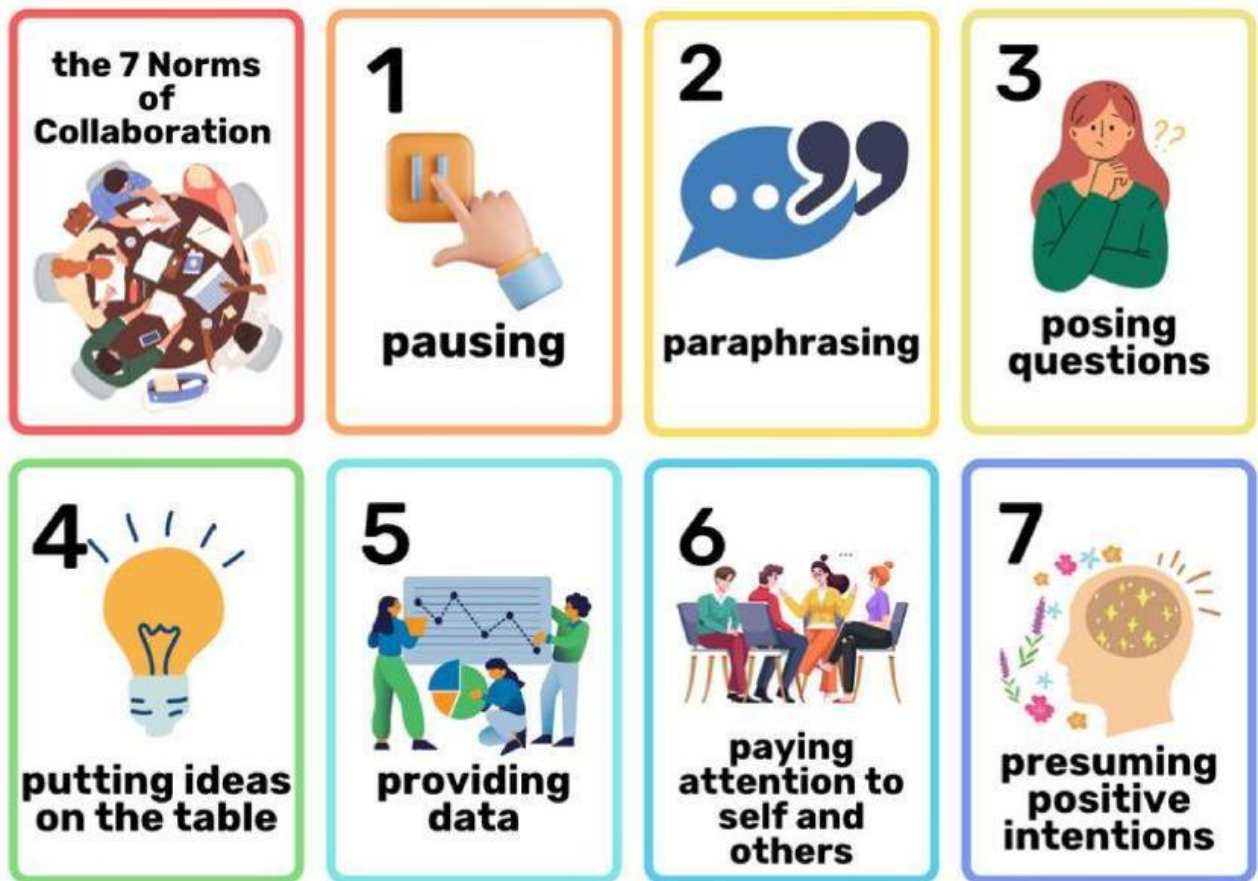 the 7 Norms
of
Collaboration
1
pausing
2
paraphrasing
3
??
posing
questions
4
putting ideas
on the table
5
providing
data
6
...
paying
attention to
self and
others
7
presuming
positive
intentions